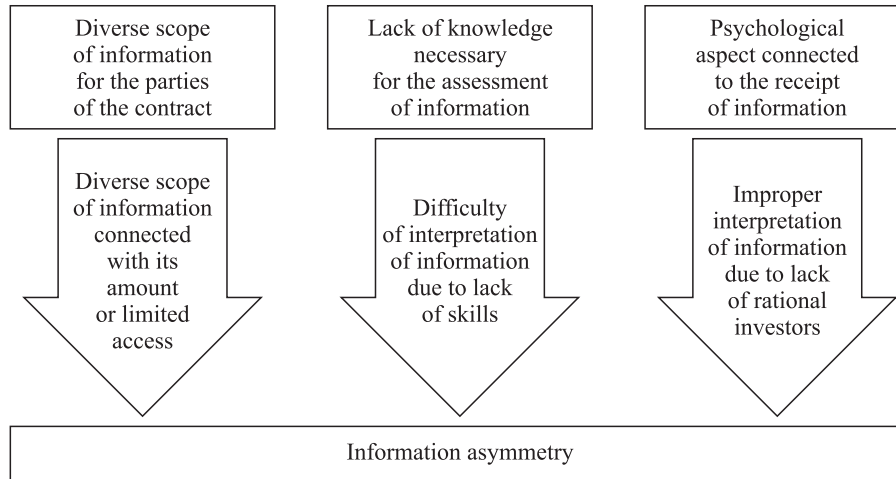 Diverse scope
of information
for the parties
of the contract
Lack of knowledge
necessary
for the assessment
of information
Psychological
aspect connected
to the receipt
of information
Diverse scope
of information
connected
with its
amount
or limited
access
Difficulty
of interpretation
of information
due to lack
of skills
Improper
interpretation
of information
due to lack
of rational
investors
Information asymmetry